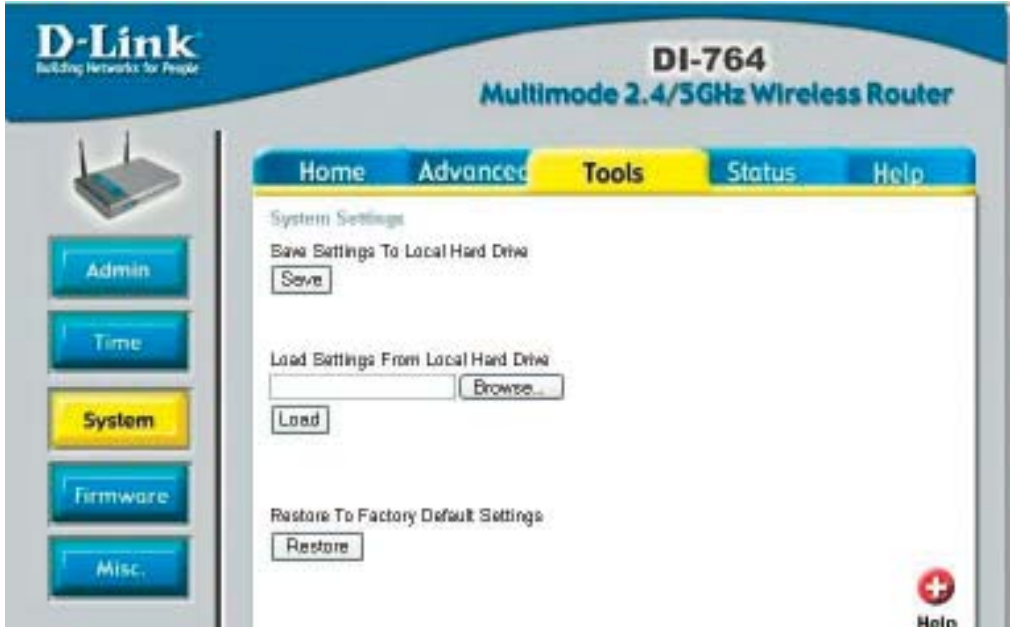 D-Link
Building Networks for People
DI-764
Multimode 2.4/5GHz Wireless Router
Home Advanced Tools Status Help
Admin
Time
System
Firmware
Misc.
System Settings
Save Settings To Local Hard Drive
Save
Load Settings From Local Hard Drive
Browse...
Load
Restore To Factory Default Settings
Restore
Help